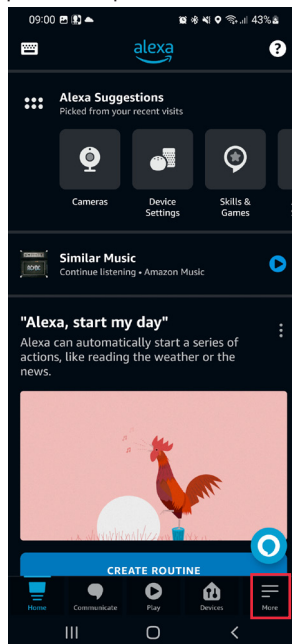 09:00
43%
alexa
?
Alexa Suggestions
Picked from your recent visits
Cameras
Device
Settings
Skills &
Games
Similar Music
Continue listening • Amazon Music
"Alexa, start my day"
Alexa can automatically start a series of
actions, like reading the weather or the
news.
CREATE ROUTINE
Home
Communicate
Play
Devices
More